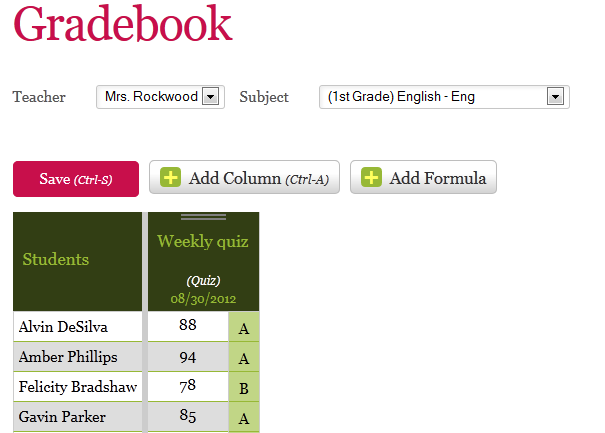 Gradebook
Teacher Mrs. Rockwood Subject (1st Grade) English - Eng
Save (Ctrl-S) Add Column (Ctrl-A) Add Formula
Students Weekly quiz
(Quiz)
08/30/2012
Alvin DeSilva 88 A
Amber Phillips 94 A
Felicity Bradshaw 78 B
Gavin Parker 85 A